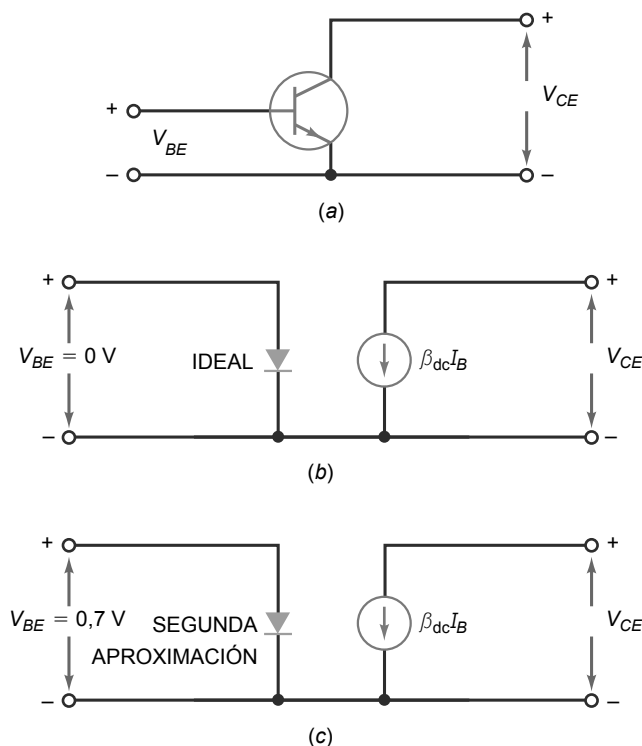 +
V_CE
+
V_BE
–
–
(a)
+
+
V_BE = 0 V
IDEAL
β_dc I_B
V_CE
–
–
(b)
+
+
V_BE = 0,7 V
SEGUNDA
APROXIMACIÓN
β_dc I_B
V_CE
–
–
(c)